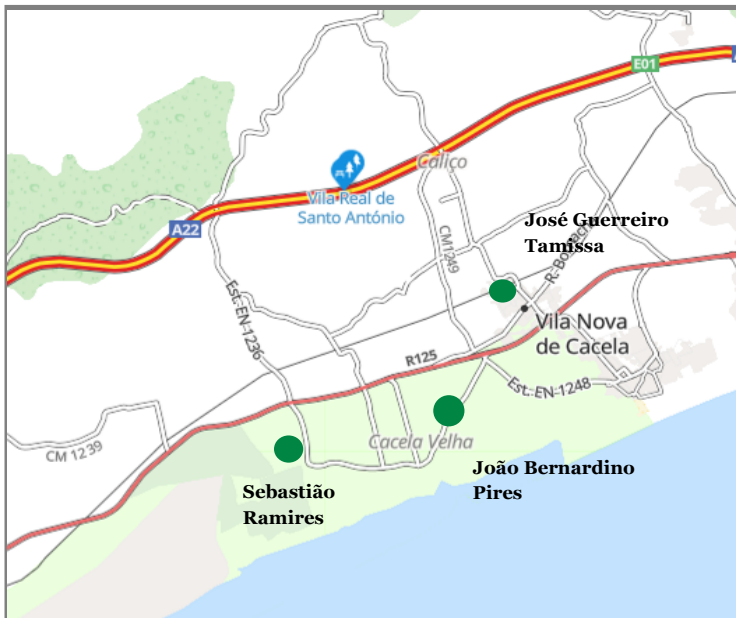 E01
A
Caliço
Vila Real de
Santo António
A22
CM1249
José Guerreiro
Tamissa
Est. EN 1236
Vila Nova
de Cacela
R125
Est. EN 1248
CM 1239
Cacela Velha
João Bernardino
Pires
Sebastião
Ramires